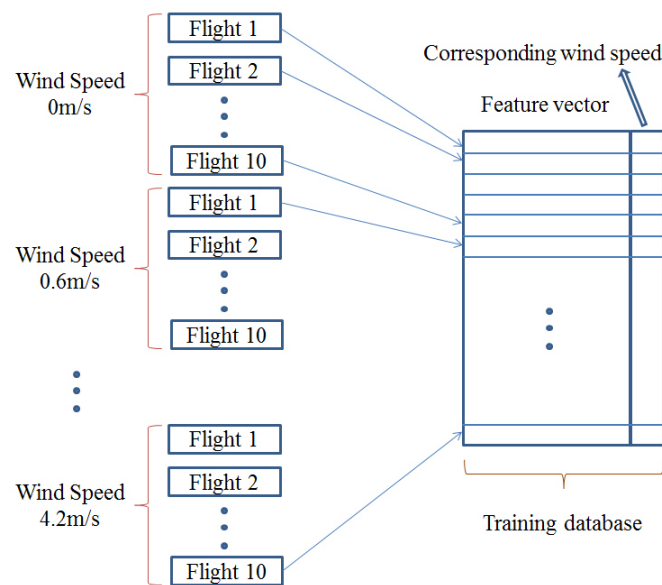 Wind Speed
0m/s
Flight 1
Flight 2
Flight 10
Wind Speed
0.6m/s
Flight 1
Flight 2
Flight 10
Wind Speed
4.2m/s
Flight 1
Flight 2
Flight 10
Corresponding wind speed
Feature vector
Training database